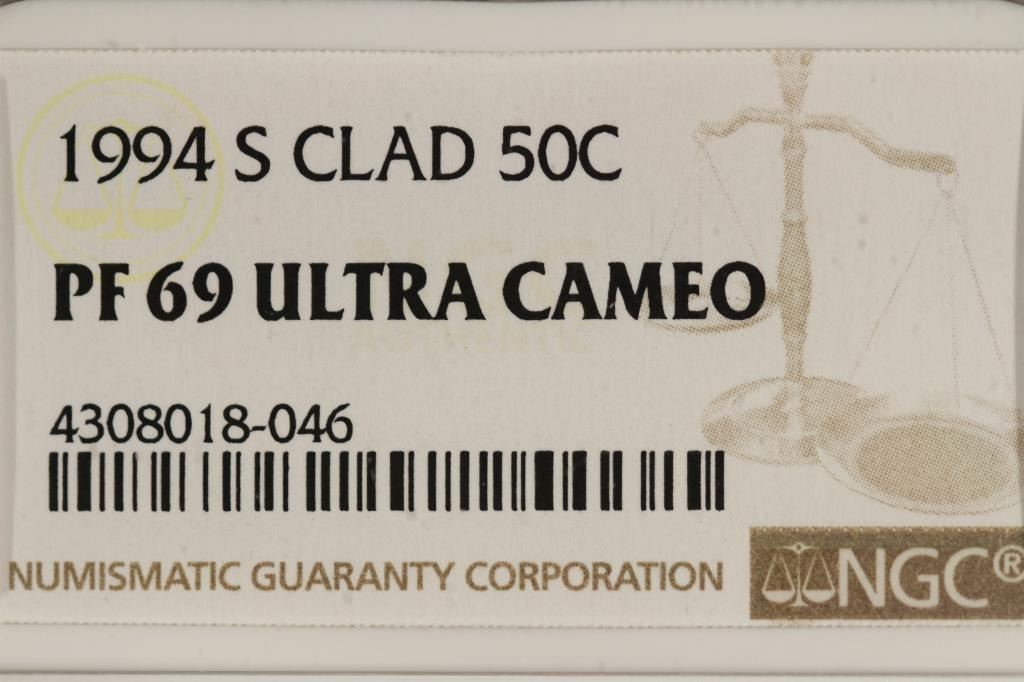 1994 S CLAD 50C
PF 69 ULTRA CAMEO
4308018-046
NUMISMATIC GUARANTY CORPORATION
NGC®